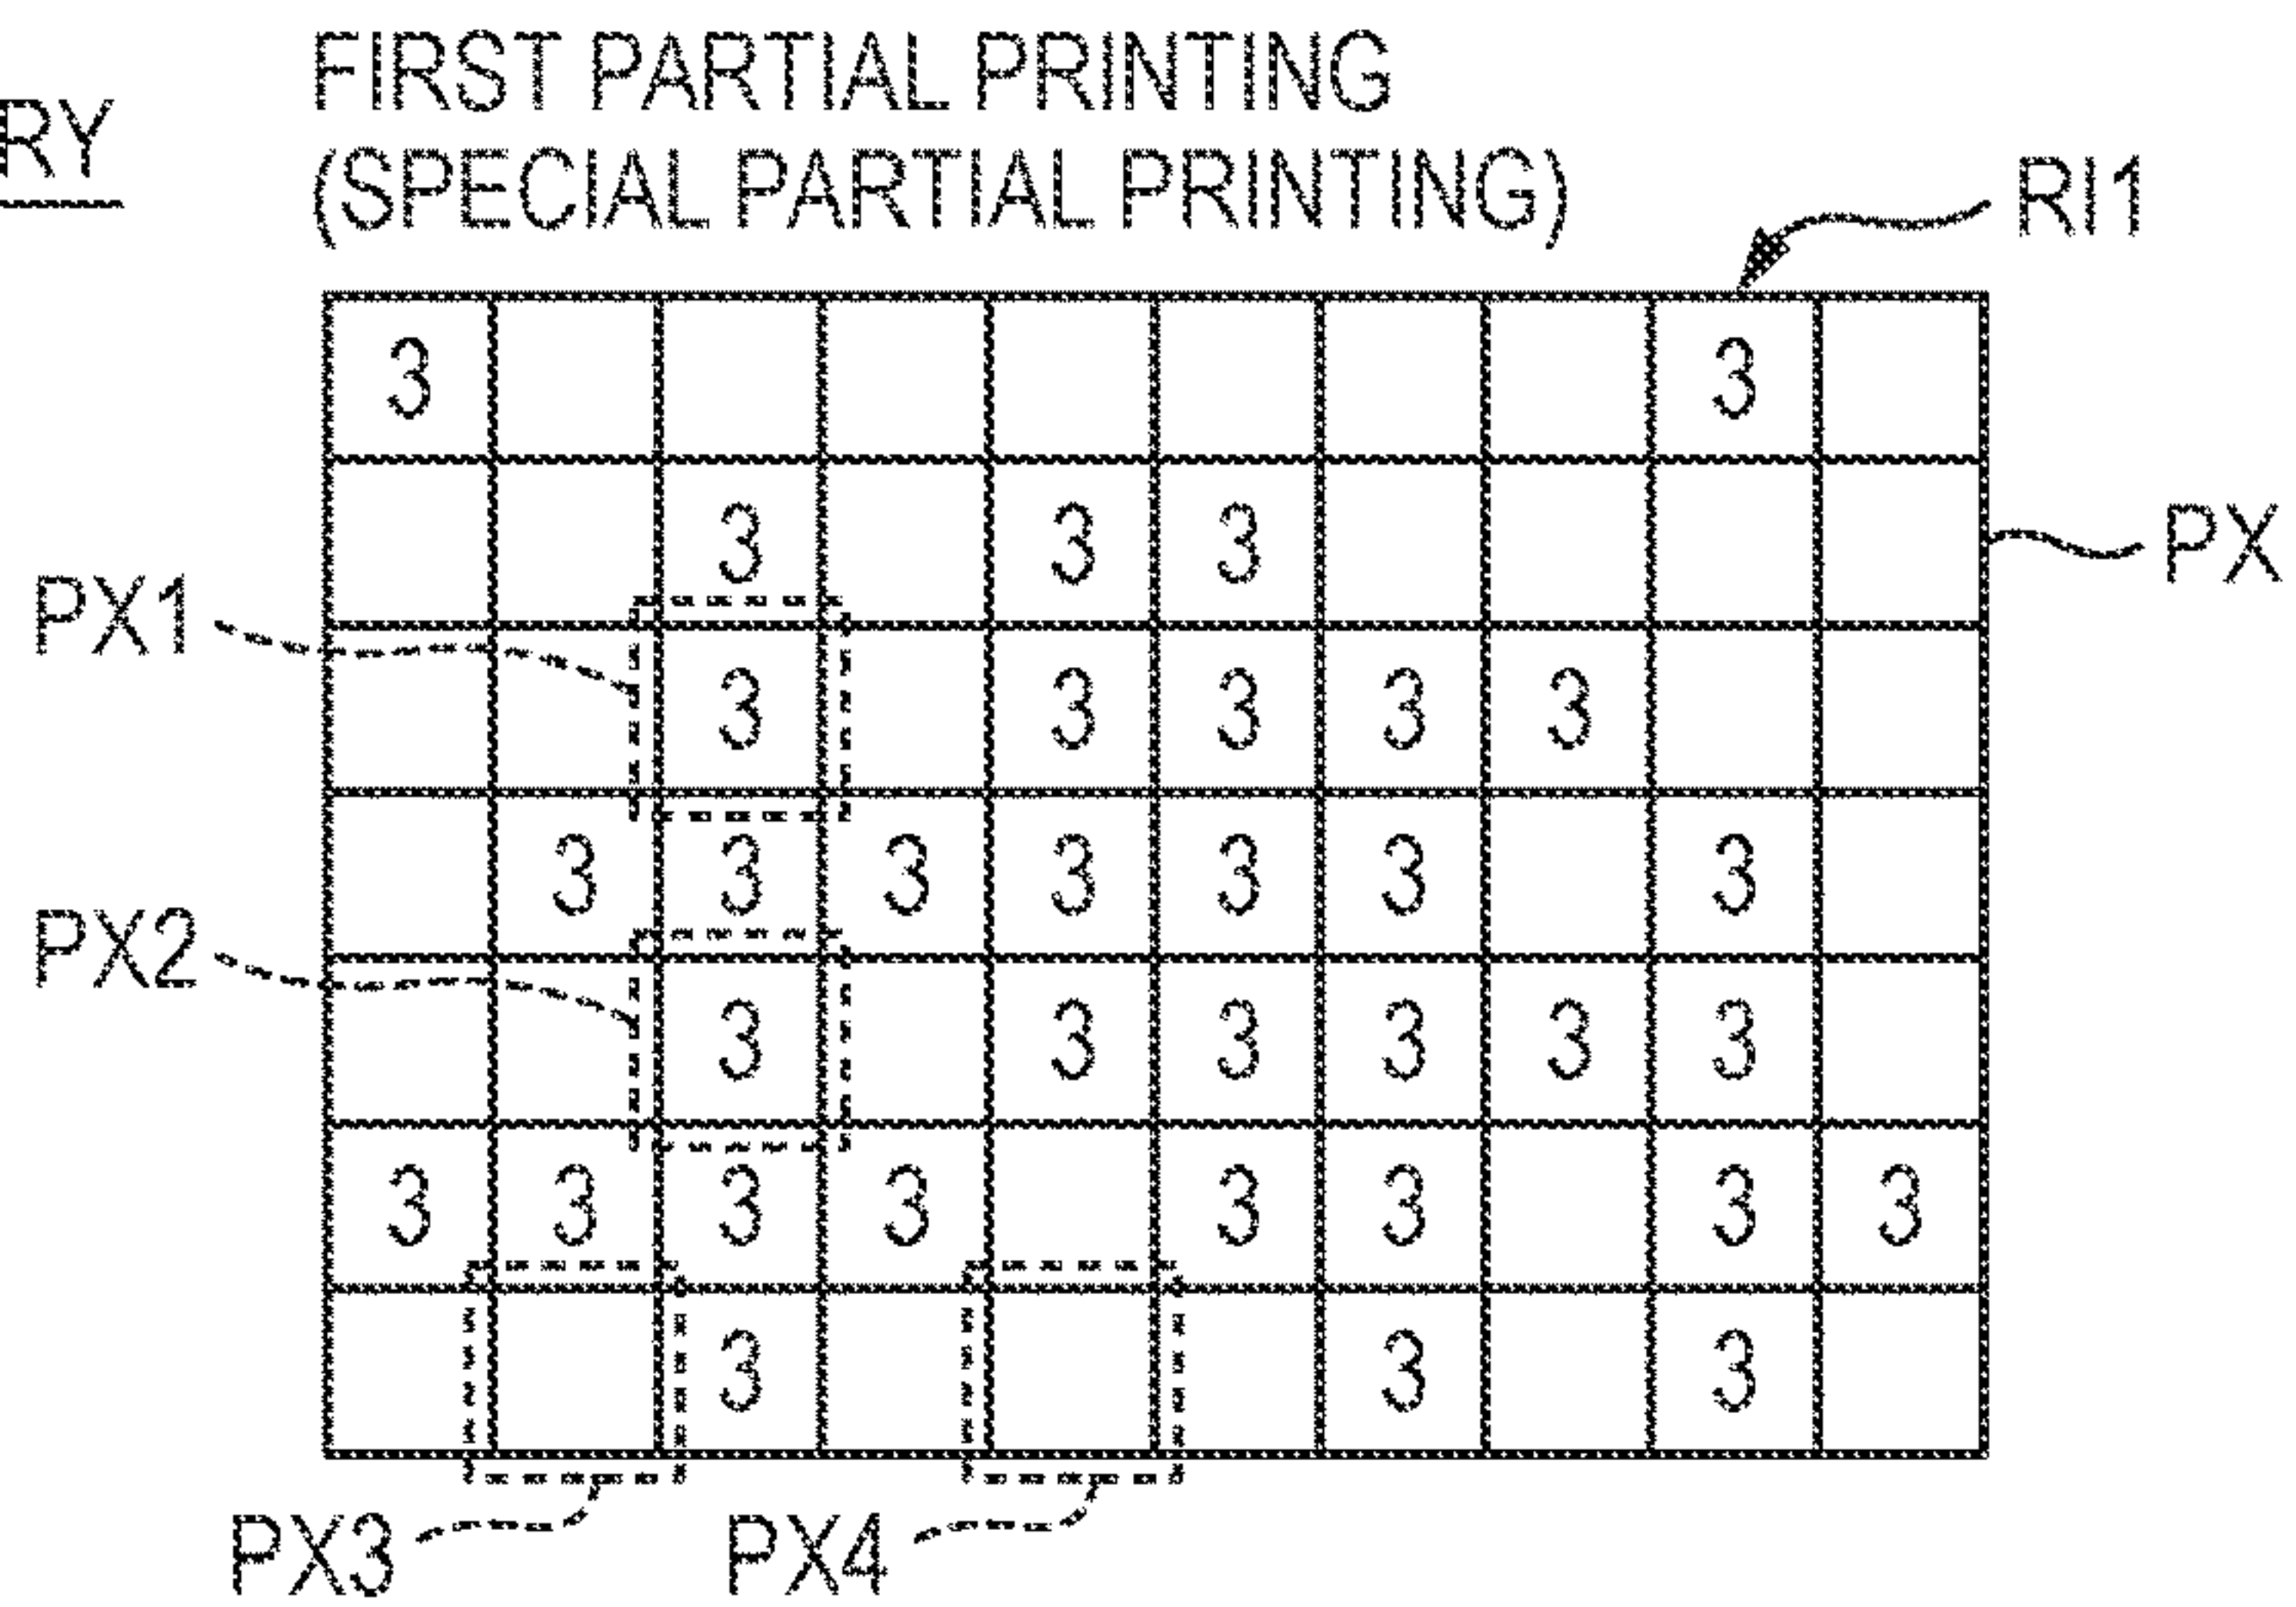 RY
FIRST PARTIAL PRINTING
(SPECIAL PARTIAL PRINTING)
RI1
3 3
3 3 3
PX
PX1
3 3 3 3 3
3 3 3 3 3 3 3
PX2
3 3 3 3 3 3
3 3 3 3 3 3 3 3
3 3 3
PX3 PX4